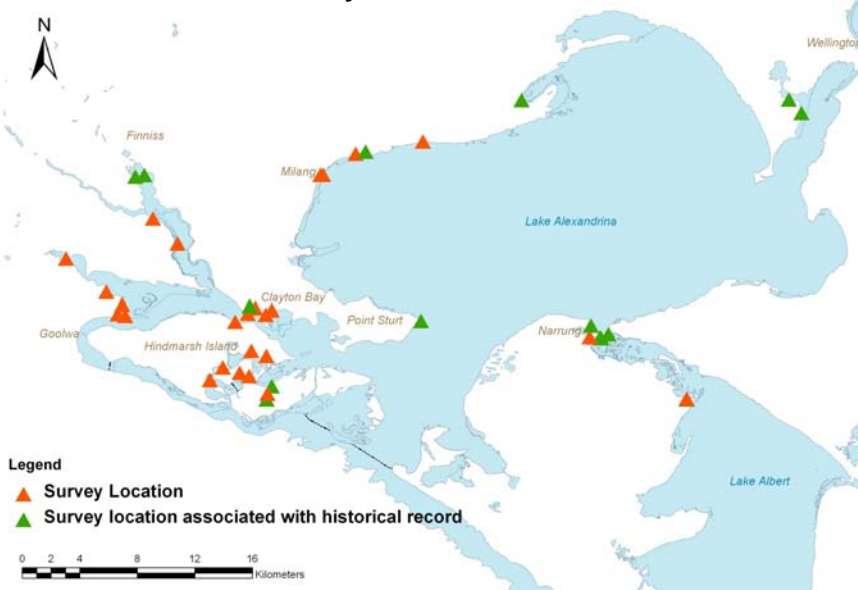 N
Wellington
Finniss
Milang
Lake Alexandrina
Clayton Bay
Point Sturt
Goolwa
Hindmarsh Island
Narrung
Lake Albert
Legend
Survey Location
Survey location associated with historical record
0 2 4 8 12 16
Kilometers